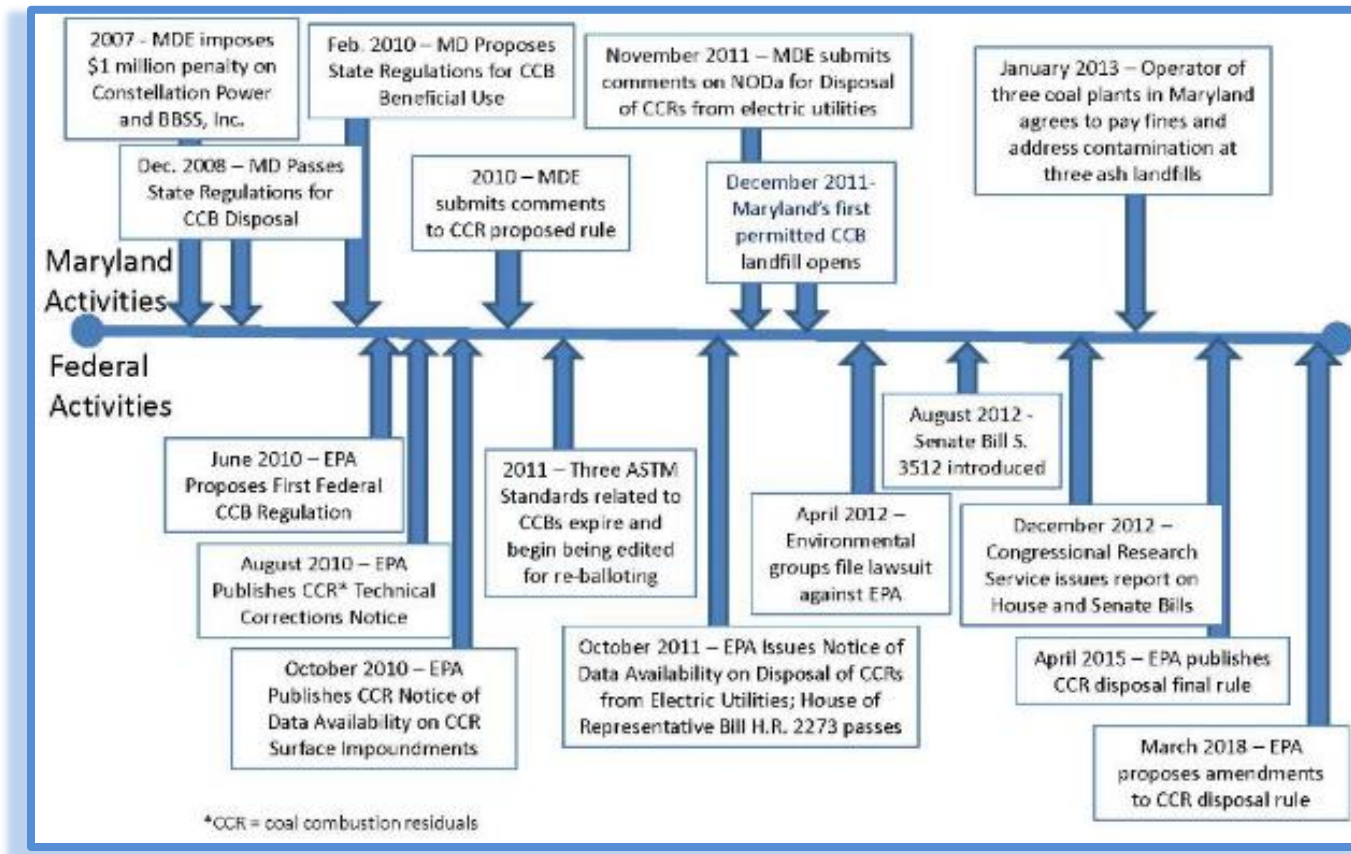 2007 - MDE imposes
$1 million penalty on
Constellation Power
and BBSS, Inc.
Dec. 2008 – MD Passes
State Regulations for
CCB Disposal
Feb. 2010 – MD Proposes
State Regulations for CCB
Beneficial Use
2010 – MDE
submits comments
to CCR proposed rule
November 2011 – MDE submits
comments on NODa for Disposal
of CCRs from electric utilities
December 2011-
Maryland's first
permitted CCB
landfill opens
January 2013 – Operator of
three coal plants in Maryland
agrees to pay fines and
address contamination at
three ash landfills
Maryland
Activities
Federal
Activities
June 2010 – EPA
Proposes First Federal
CCB Regulation
August 2010 – EPA
Publishes CCR* Technical
Corrections Notice
October 2010 – EPA
Publishes CCR Notice of
Data Availability on CCR
Surface Impoundments
2011 – Three ASTM
Standards related to
CCBs expire and
begin being edited
for re-balloting
October 2011 – EPA Issues Notice of
Data Availability on Disposal of CCRs
from Electric Utilities; House of
Representative Bill H.R. 2273 passes
April 2012 –
Environmental
groups file lawsuit
against EPA
August 2012 -
Senate Bill S.
3512 introduced
December 2012 –
Congressional Research
Service issues report on
House and Senate Bills
April 2015 – EPA publishes
CCR disposal final rule
March 2018 – EPA
proposes amendments
to CCR disposal rule
*CCR = coal combustion residuals